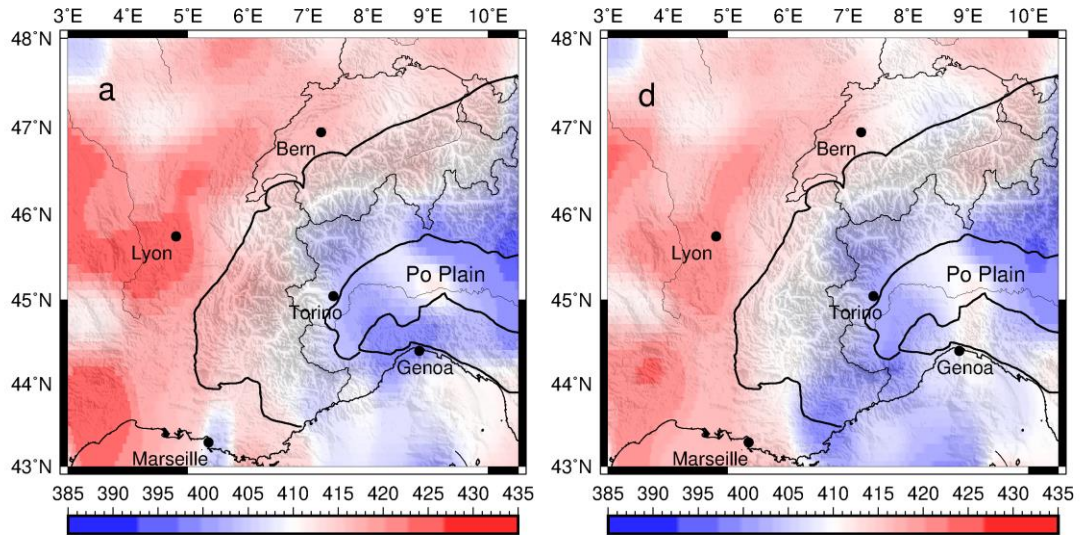 3˚E 4˚E 5˚E 6˚E 7˚E 8˚E 9˚E 10˚E
48˚N
a
47˚N
Bern
46˚N
Lyon
Po Plain
45˚N
Torino
Genoa
44˚N
Marseille
43˚N
385 390 395 400 405 410 415 420 425 430 435
3˚E 4˚E 5˚E 6˚E 7˚E 8˚E 9˚E 10˚E
48˚N
d
47˚N
Bern
46˚N
Lyon
Po Plain
45˚N
Torino
Genoa
44˚N
Marseille
43˚N
385 390 395 400 405 410 415 420 425 430 435